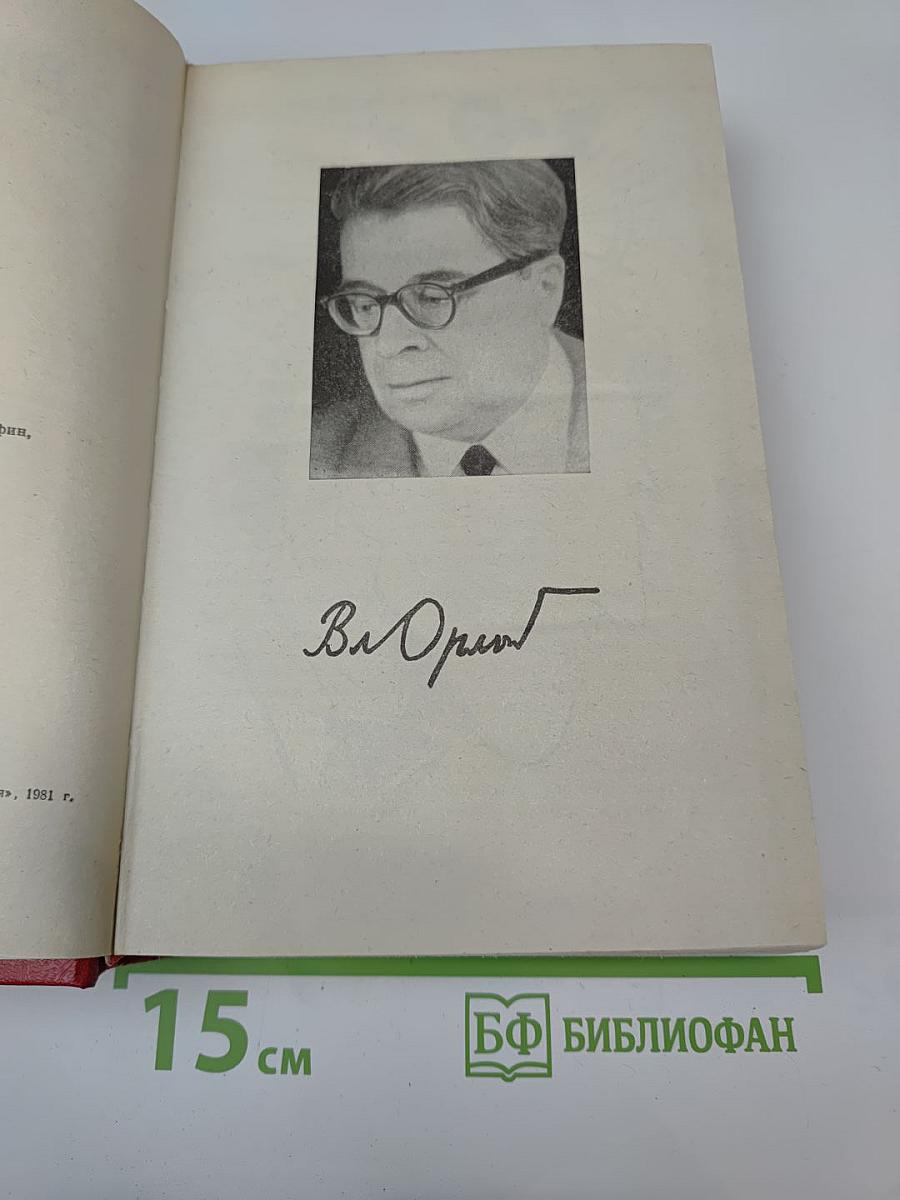 фин,
я», 1981 г.
Вл Орлов
15 см
БФ БИБЛИОФАН